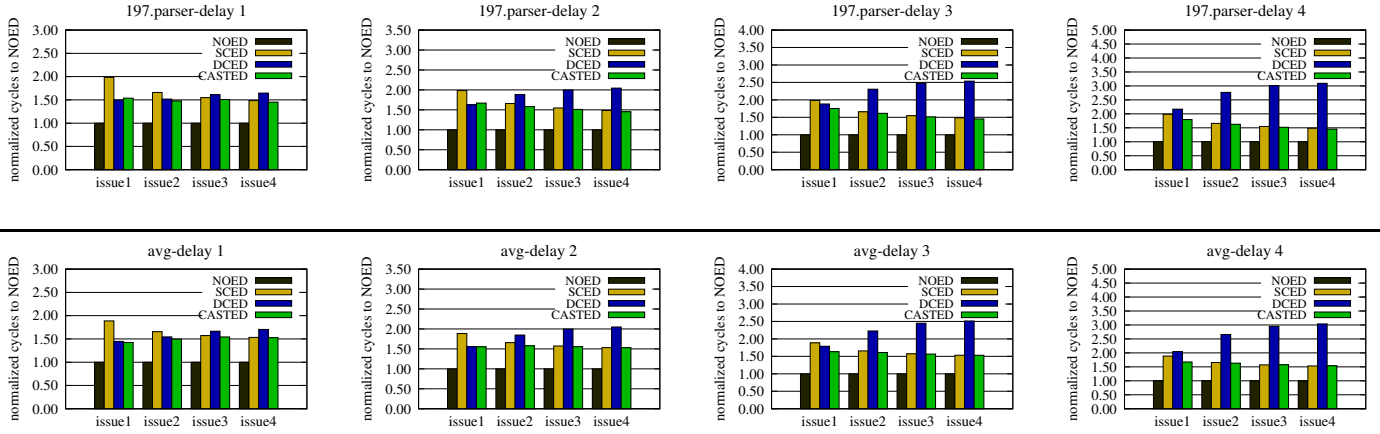 197.parser-delay 1
normalized cycles to NOED
3.00
2.50
2.00
1.50
1.00
0.50
0.00
NOED
SCED
DCED
CASTED
issue1 issue2 issue3 issue4
197.parser-delay 2
normalized cycles to NOED
3.50
3.00
2.50
2.00
1.50
1.00
0.50
0.00
NOED
SCED
DCED
CASTED
issue1 issue2 issue3 issue4
197.parser-delay 3
normalized cycles to NOED
4.00
3.50
3.00
2.50
2.00
1.50
1.00
0.50
0.00
NOED
SCED
DCED
CASTED
issue1 issue2 issue3 issue4
197.parser-delay 4
normalized cycles to NOED
5.00
4.50
4.00
3.50
3.00
2.50
2.00
1.50
1.00
0.50
0.00
NOED
SCED
DCED
CASTED
issue1 issue2 issue3 issue4
avg-delay 1
normalized cycles to NOED
3.00
2.50
2.00
1.50
1.00
0.50
0.00
NOED
SCED
DCED
CASTED
issue1 issue2 issue3 issue4
avg-delay 2
normalized cycles to NOED
3.50
3.00
2.50
2.00
1.50
1.00
0.50
0.00
NOED
SCED
DCED
CASTED
issue1 issue2 issue3 issue4
avg-delay 3
normalized cycles to NOED
4.00
3.50
3.00
2.50
2.00
1.50
1.00
0.50
0.00
NOED
SCED
DCED
CASTED
issue1 issue2 issue3 issue4
avg-delay 4
normalized cycles to NOED
5.00
4.50
4.00
3.50
3.00
2.50
2.00
1.50
1.00
0.50
0.00
NOED
SCED
DCED
CASTED
issue1 issue2 issue3 issue4